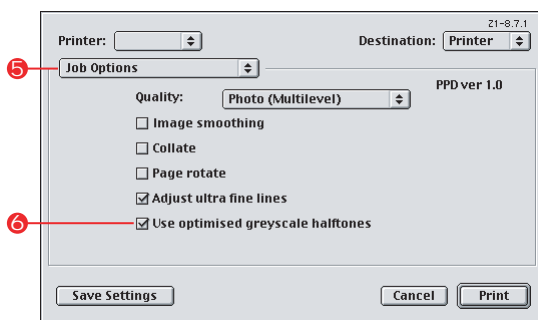 Z1-8.7.1
Printer: Destination: Printer
5 Job Options
PPD ver 1.0
Quality: Photo (Multilevel)
Image smoothing
Collate
Page rotate
Adjust ultra fine lines
6 Use optimised greyscale halftones
Save Settings Cancel Print